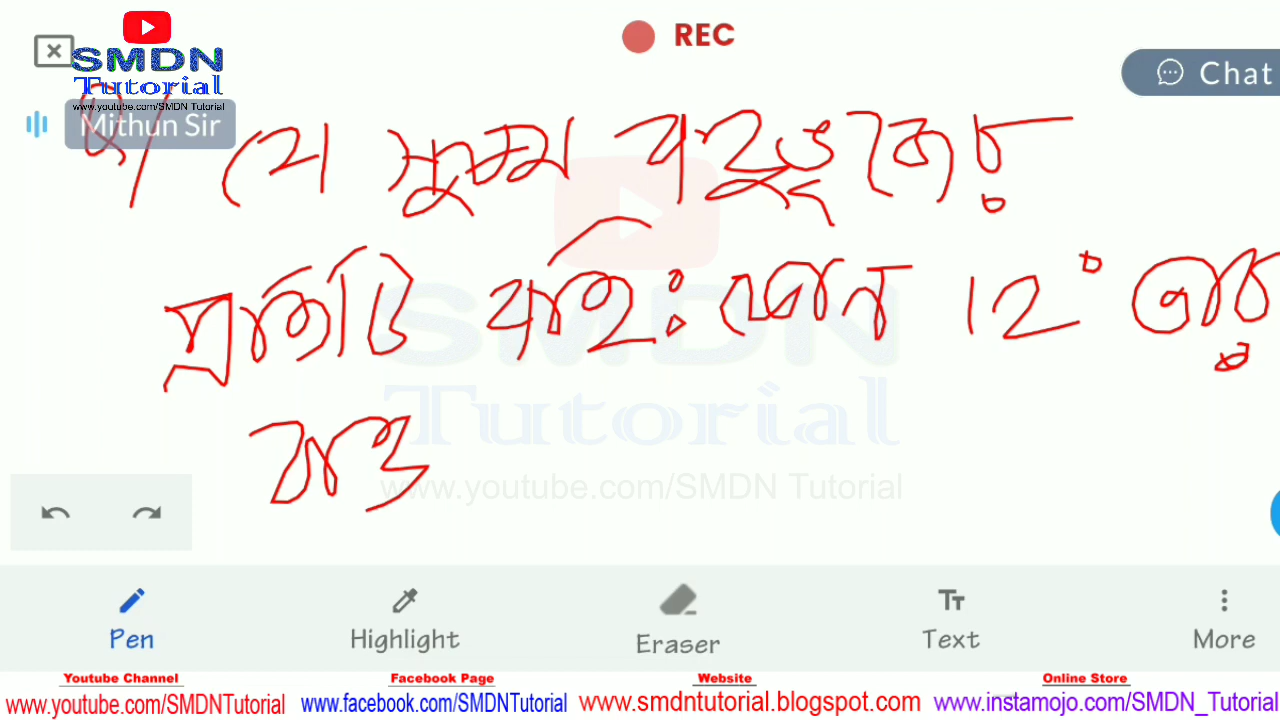 SMDN
Tutorial
www.youtube.com/SMDN Tutorial
REC
Chat
Mithun Sir
যে সুষম বহুভুজের
প্রতিটি বহিঃকোন 12° তার
বাহু
SMDN
Tutorial
www.youtube.com/SMDN Tutorial
Pen
Highlight
Eraser
Text
More
Youtube Channel
Facebook Page
Website
Online Store
www.youtube.com/SMDNTutorial
www.facebook.com/SMDNTutorial
www.smdntutorial.blogspot.com
www.instamojo.com/SMDN_Tutorial